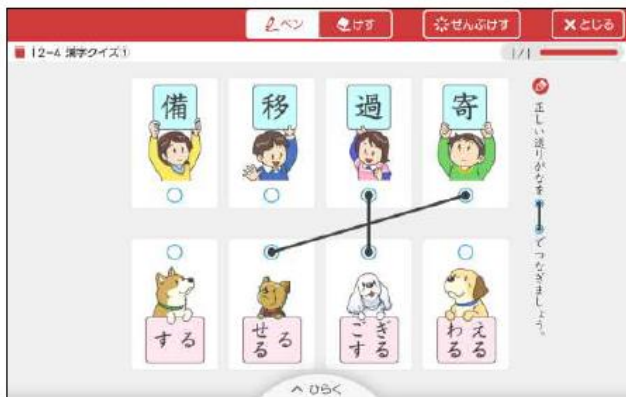 ペン
けす
ぜんぶけす
とじる
12-4 漢字クイズ①
1/1
正しい送りがなを でつなぎましょう。
備
移
過
寄
る
す
る
せる
ぎる
ごす
える
わる
ひらく